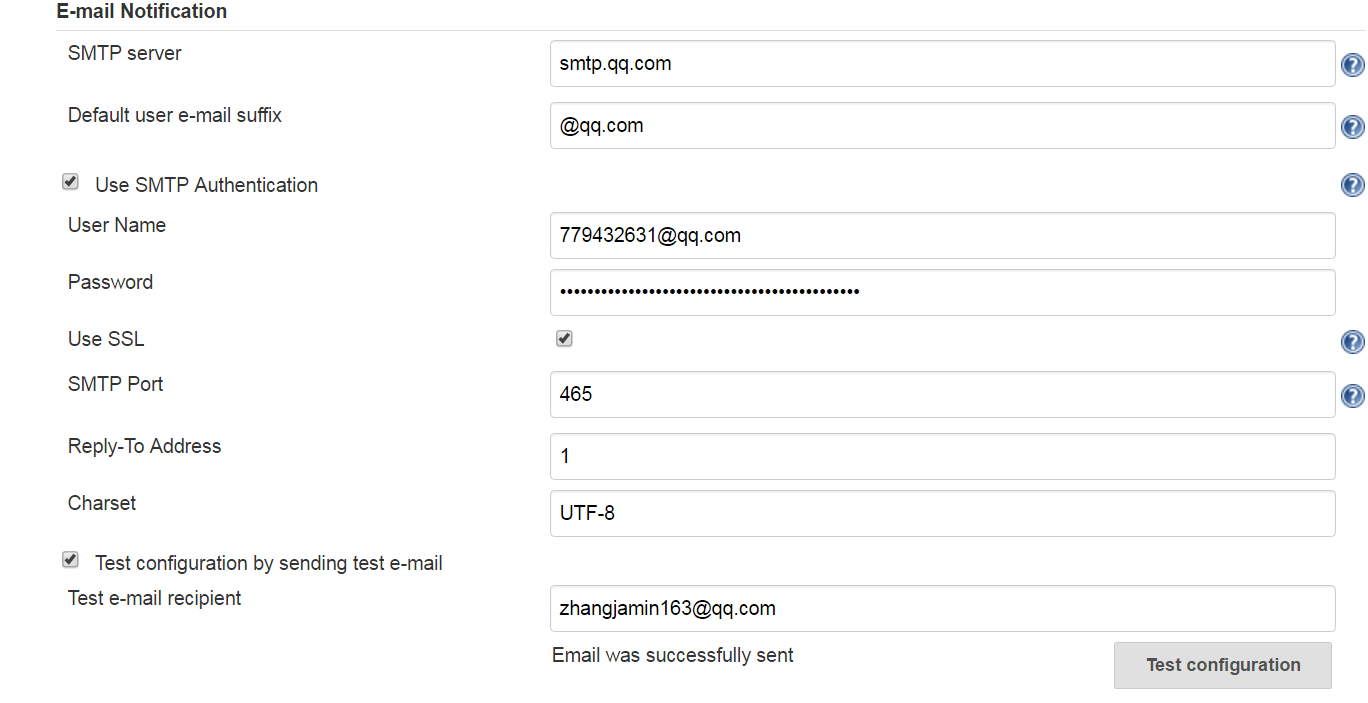 E-mail Notification
SMTP server
smtp.qq.com
Default user e-mail suffix
@qq.com
Use SMTP Authentication
User Name
779432631@qq.com
Password
••••••••••••••••••••••••••••••••••••••••••••
Use SSL
SMTP Port
465
Reply-To Address
1
Charset
UTF-8
Test configuration by sending test e-mail
Test e-mail recipient
zhangjamin163@qq.com
Email was successfully sent
Test configuration